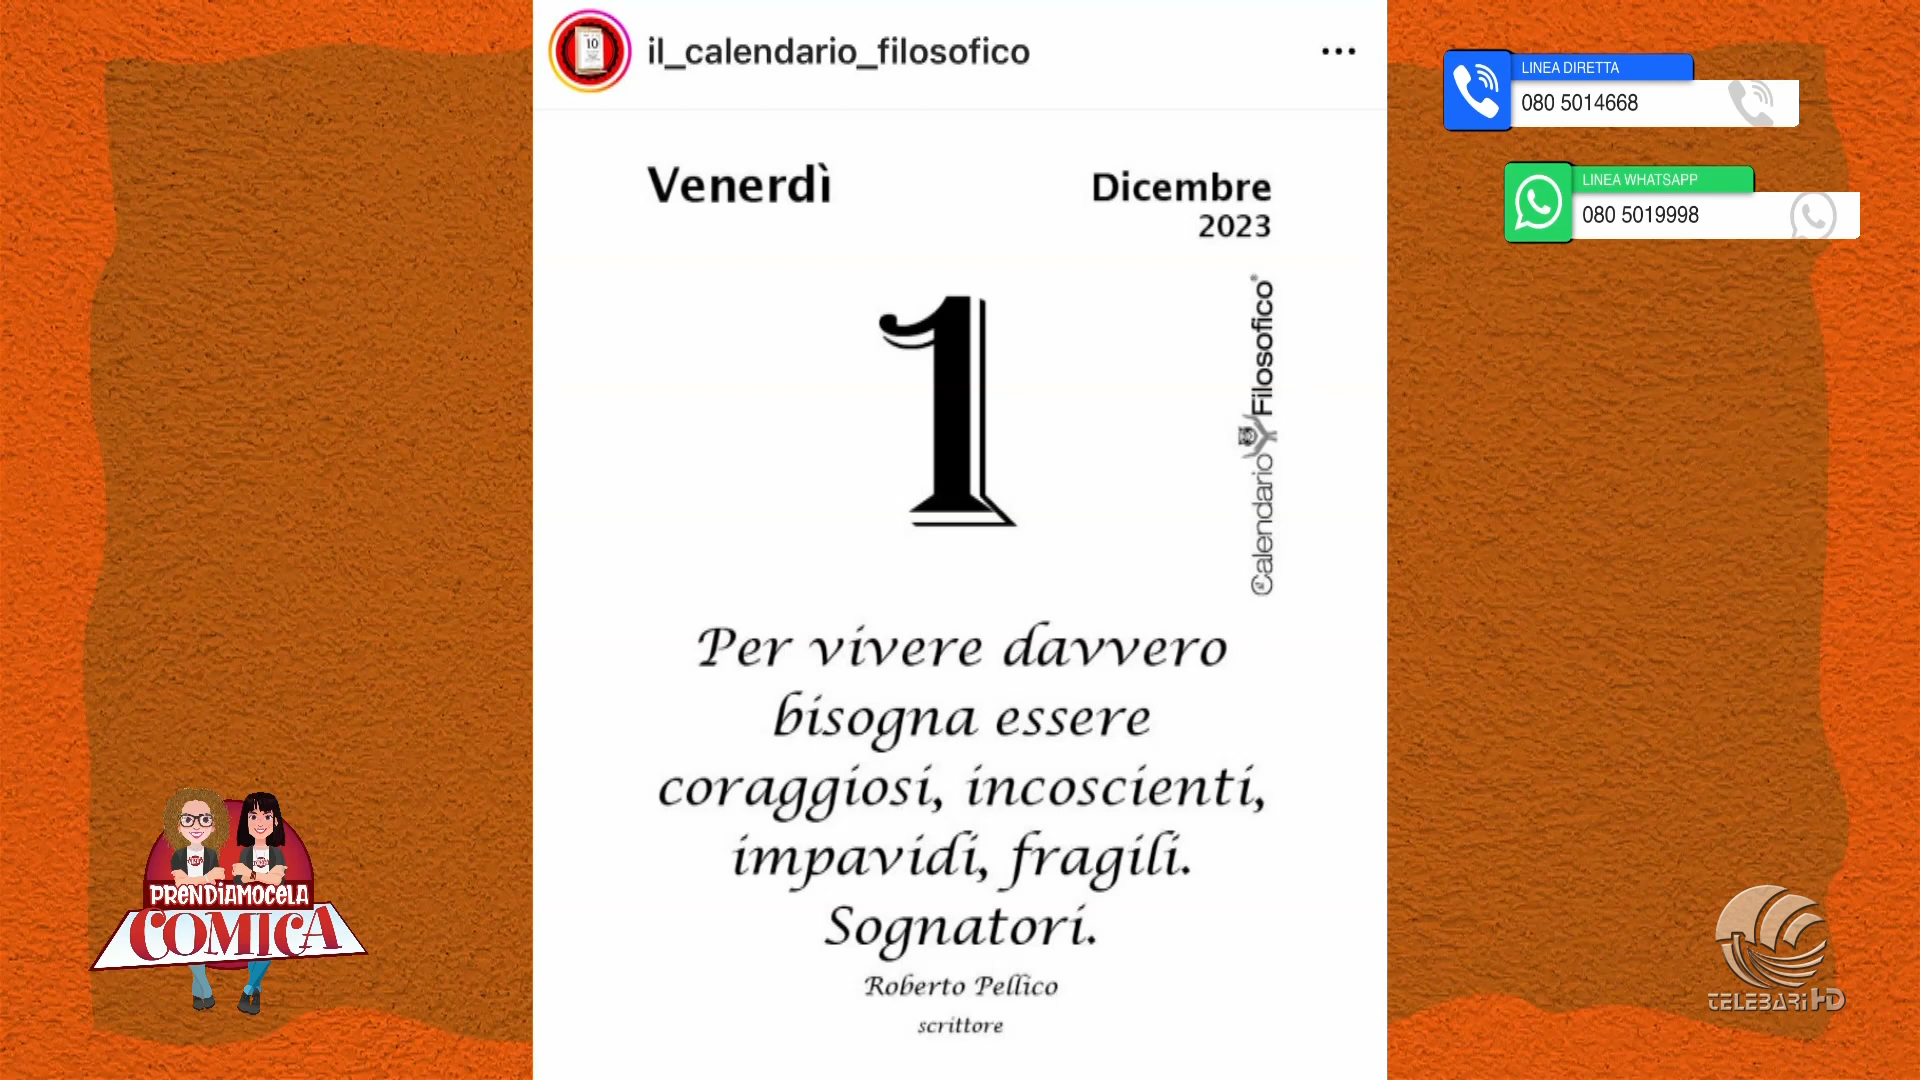 il_calendario_filosofico
LINEA DIRETTA
080 5014668
LINEA WHATSAPP
080 5019998
Venerdì
Dicembre
2023
1
Calendario Filosofico®
Per vivere davvero
bisogna essere
coraggiosi, incoscienti,
impavidi, fragili.
Sognatori.
Roberto Pellico
scrittore
PRENDIAMOCELA
COMICA
TELEBARI HD
10